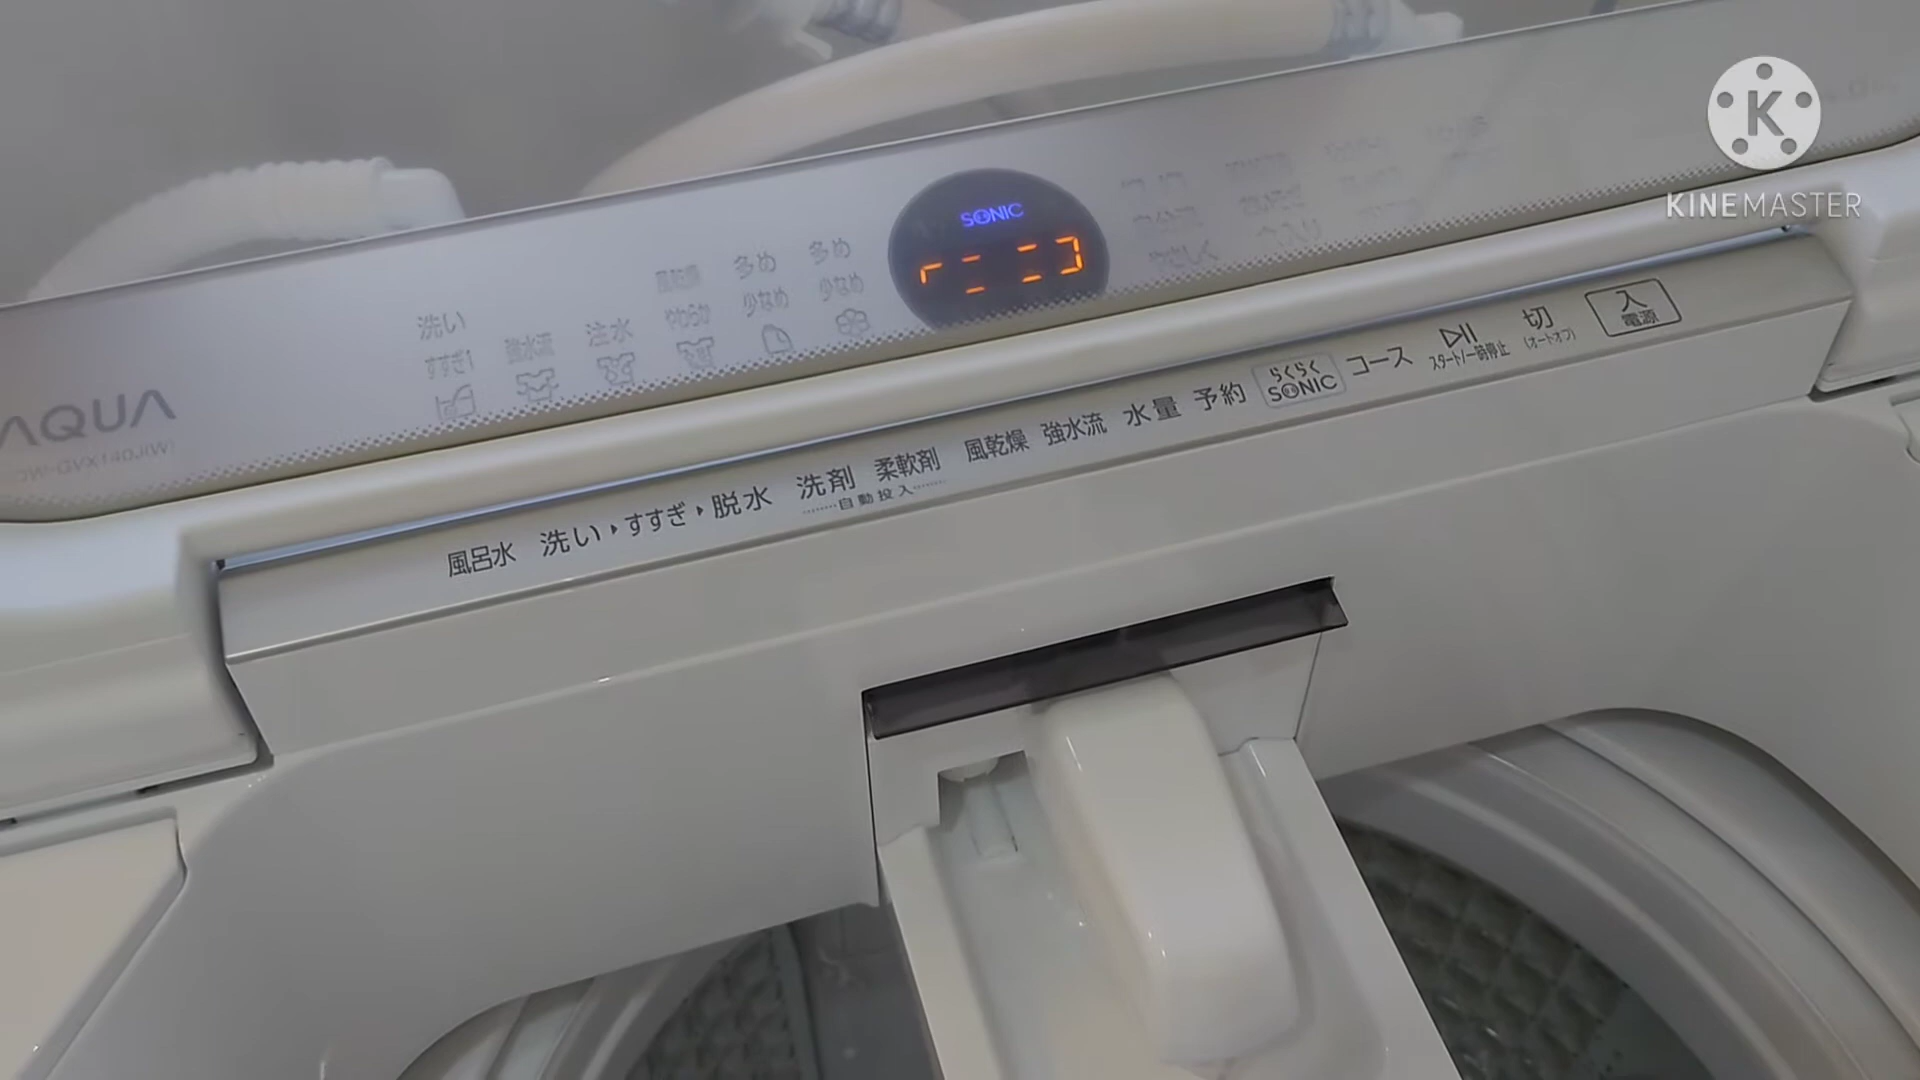 KINEMASTER
SONIC
AQUA
洗い
すすぎ
強水流
注水
風乾燥
やわらか
多め
少なめ
多め
少なめ
風呂水 洗い すすぎ 脱水 洗剤 柔軟剤 風乾燥 強水流 水量 予約 らくらく SONIC コース スタート/一時停止 切 (オートオフ) 入 電源
自動投入